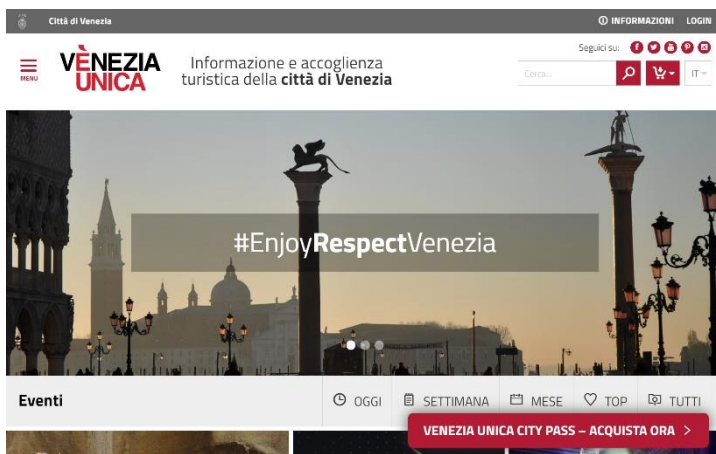 Città di Venezia
INFORMAZIONI LOGIN
Seguici su:
MENU
VÈNEZIA
UNICA
Informazione e accoglienza
turistica della città di Venezia
Cerca...
IT
#EnjoyRespectVenezia
Eventi
OGGI
SETTIMANA
MESE
TOP
TUTTI
VENEZIA UNICA CITY PASS – ACQUISTA ORA >